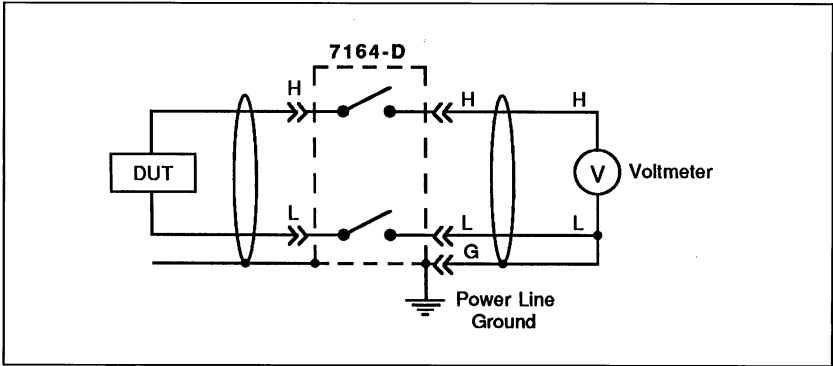 7164-D
H
H
H
DUT
V
Voltmeter
L
L
L
G
Power Line
Ground